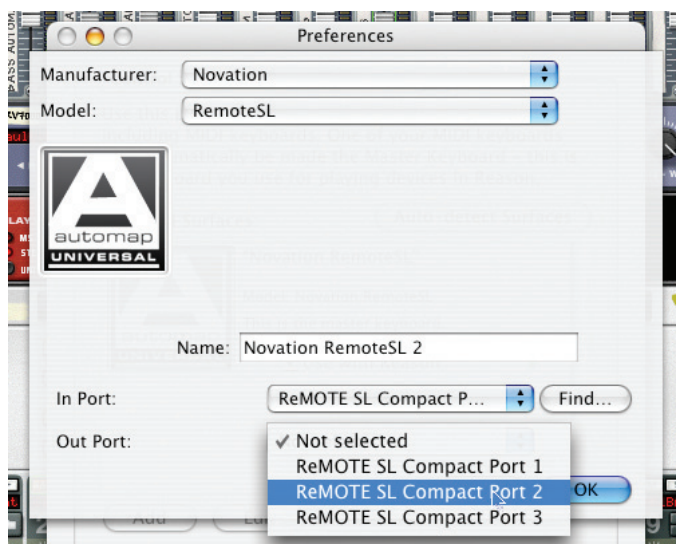 Preferences
Manufacturer: Novation
Model: RemoteSL
automap
UNIVERSAL
Name: Novation RemoteSL 2
In Port: ReMOTE SL Compact P... Find...
Out Port: ✓ Not selected
ReMOTE SL Compact Port 1
ReMOTE SL Compact Port 2 OK
ReMOTE SL Compact Port 3
Add